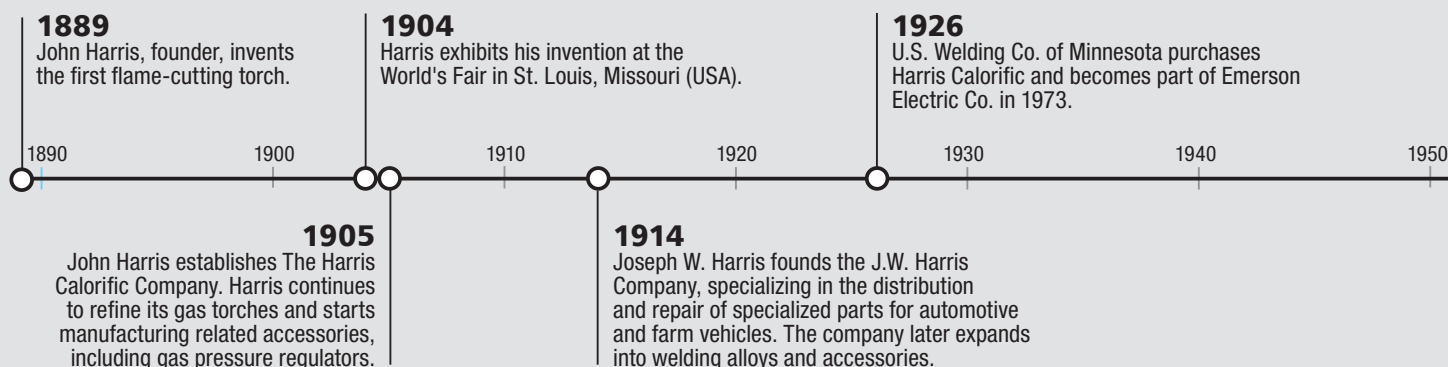 1889
John Harris, founder, invents
the first flame-cutting torch.
1904
Harris exhibits his invention at the
World's Fair in St. Louis, Missouri (USA).
1926
U.S. Welding Co. of Minnesota purchases
Harris Calorific and becomes part of Emerson
Electric Co. in 1973.
1890
1900
1910
1920
1930
1940
1950
1905
John Harris establishes The Harris
Calorific Company. Harris continues
to refine its gas torches and starts
manufacturing related accessories,
including gas pressure regulators.
1914
Joseph W. Harris founds the J.W. Harris
Company, specializing in the distribution
and repair of specialized parts for automotive
and farm vehicles. The company later expands
into welding alloys and accessories.